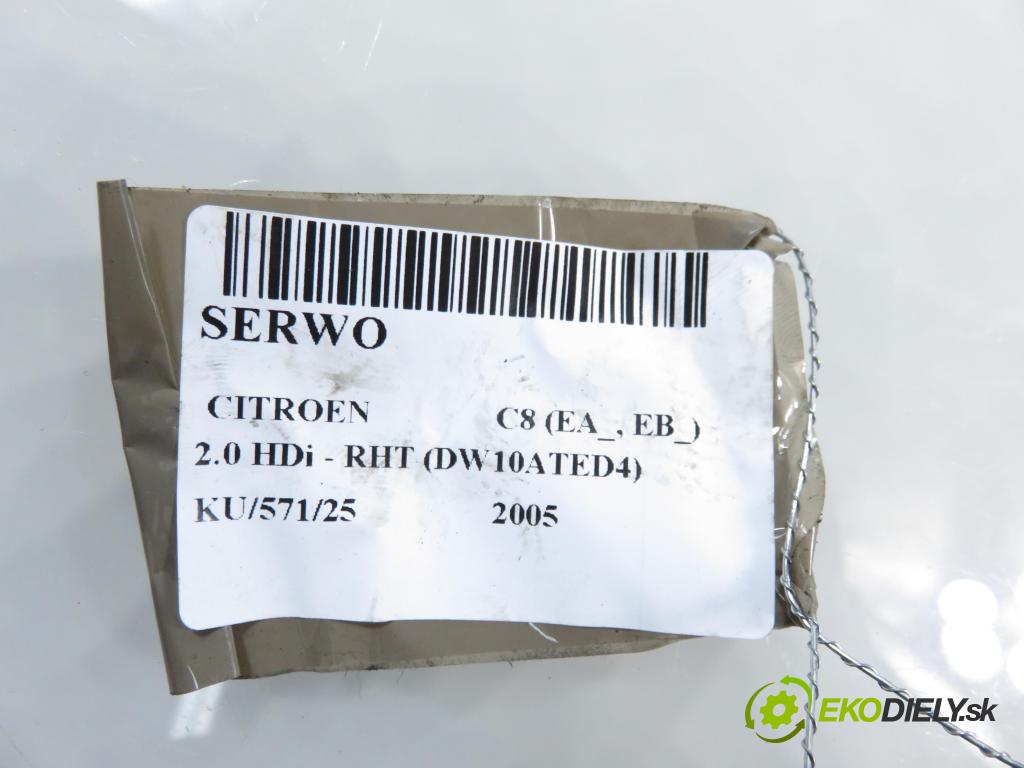 SERWO
CITROEN C8 (EA_, EB_)
2.0 HDi - RHT (DW10ATED4)
KU/571/25 2005
EKODIELY.sk